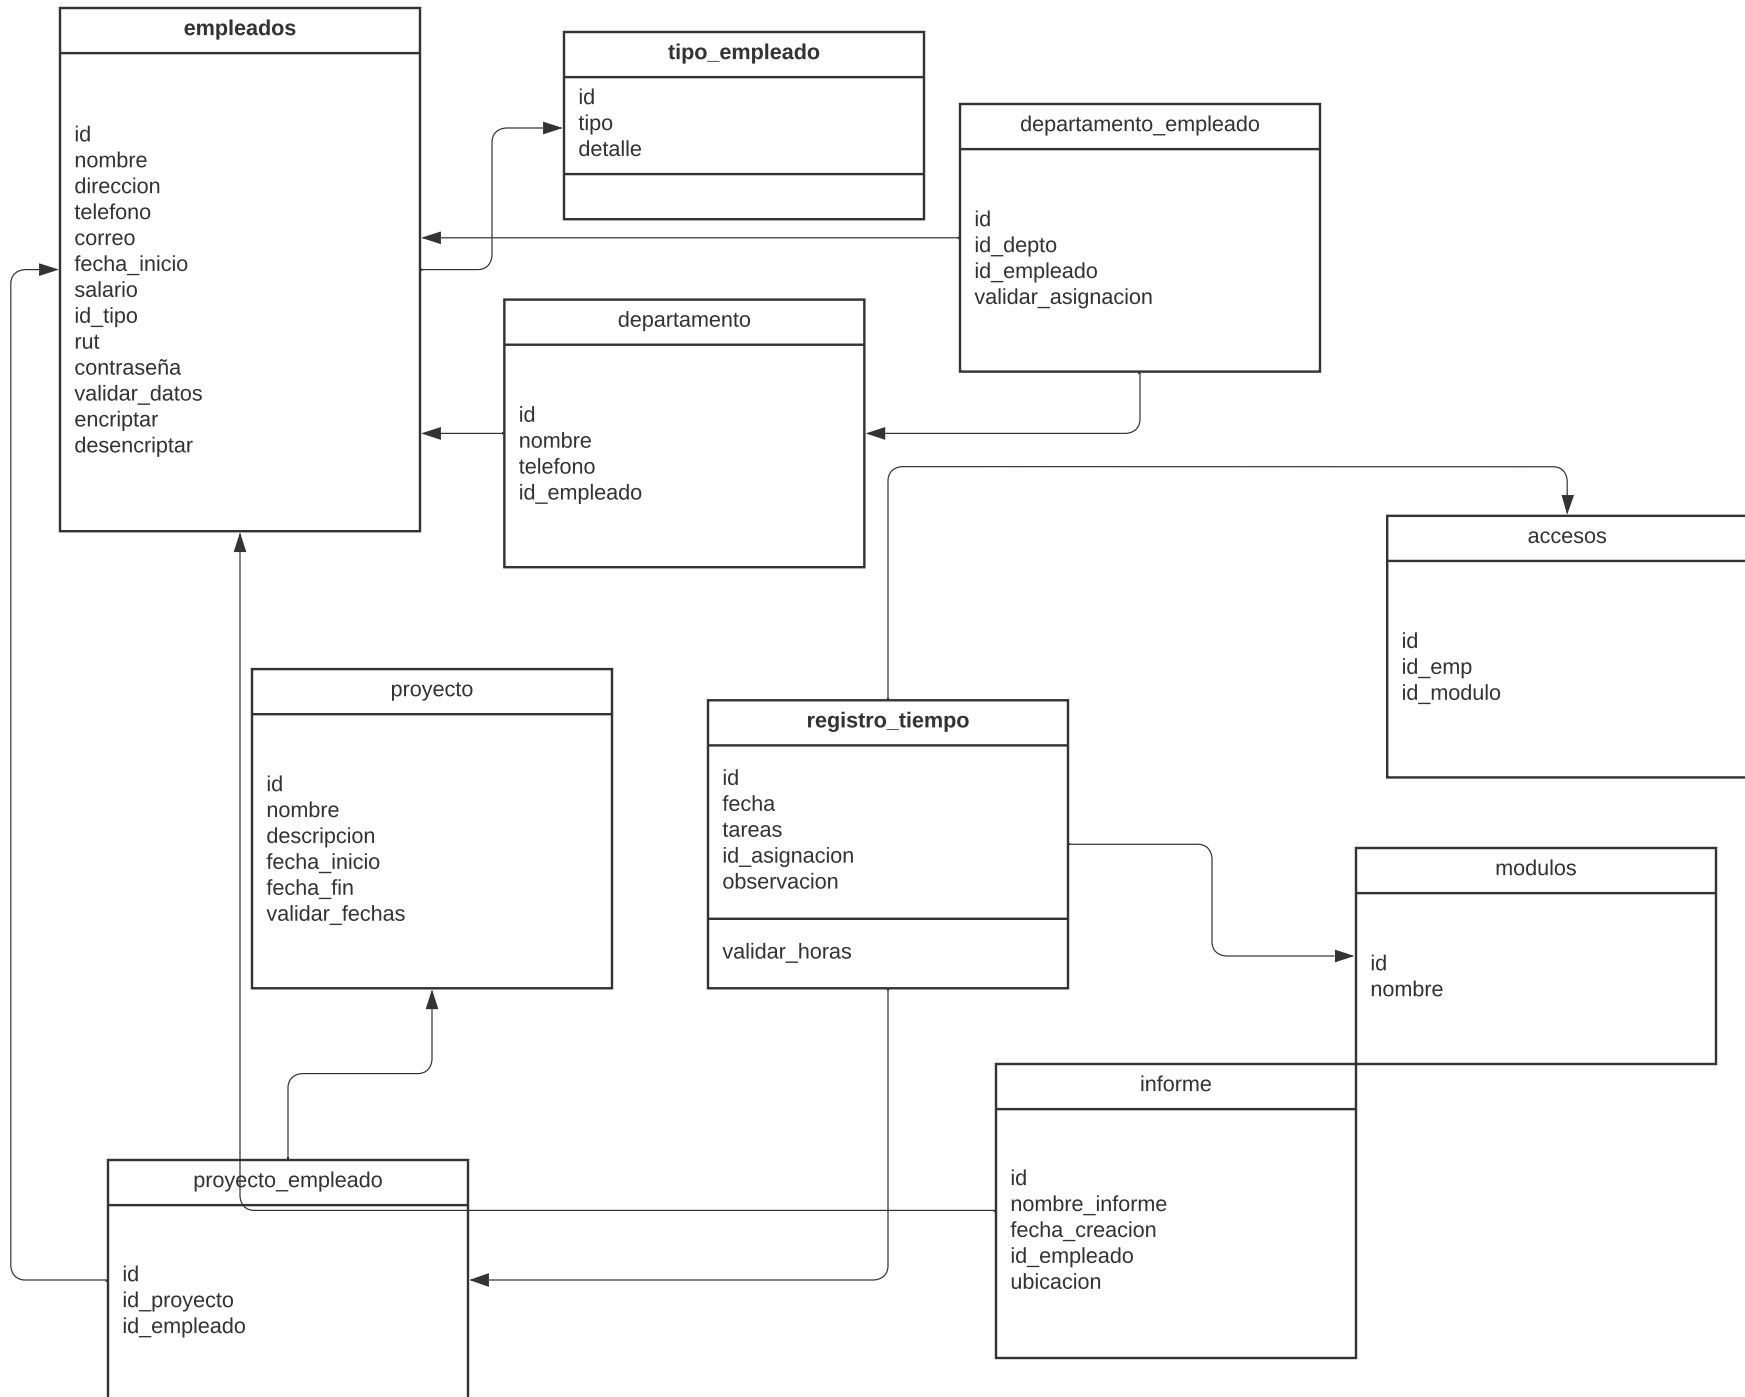 empleados
id
nombre
direccion
telefono
correo
fecha_inicio
salario
id_tipo
rut
contraseña
validar_datos
encriptar
desencriptar
tipo_empleado
id
tipo
detalle
departamento_empleado
id
id_depto
id_empleado
validar_asignacion
departamento
id
nombre
telefono
id_empleado
accesos
id
id_emp
id_modulo
proyecto
id
nombre
descripcion
fecha_inicio
fecha_fin
validar_fechas
registro_tiempo
id
fecha
tareas
id_asignacion
observacion
validar_horas
modulos
id
nombre
informe
id
nombre_informe
fecha_creacion
id_empleado
ubicacion
proyecto_empleado
id
id_proyecto
id_empleado